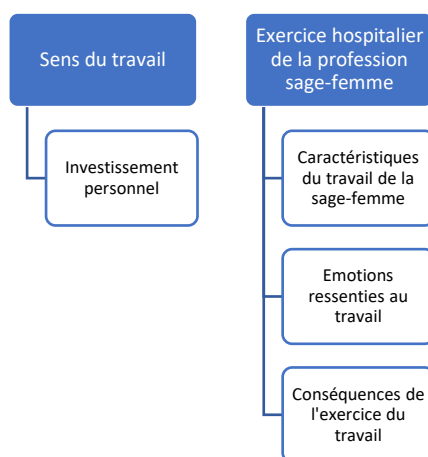 Sens du travail
Investissement
personnel
Exercice hospitalier
de la profession
sage-femme
Caractéristiques
du travail de la
sage-femme
Emotions
ressenties au
travail
Conséquences de
l'exercice du
travail